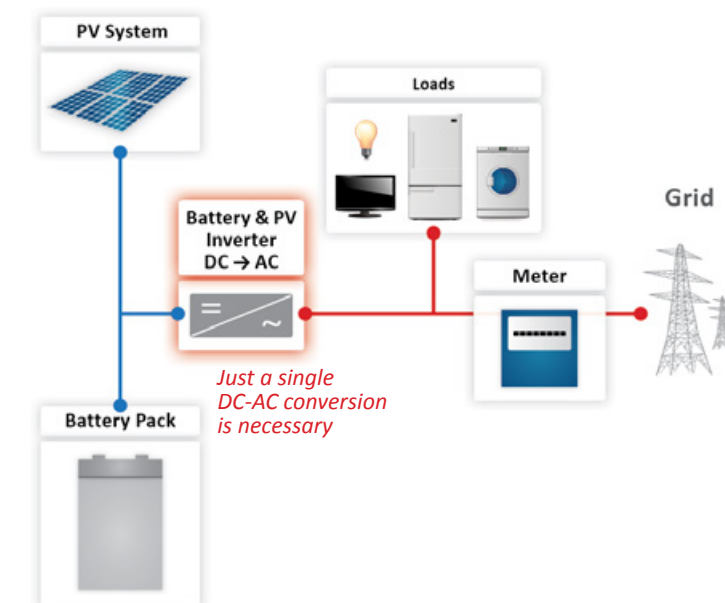 PV System
Loads
Battery & PV
Inverter
DC → AC
Grid
Meter
Just a single
DC-AC conversion
is necessary
Battery Pack